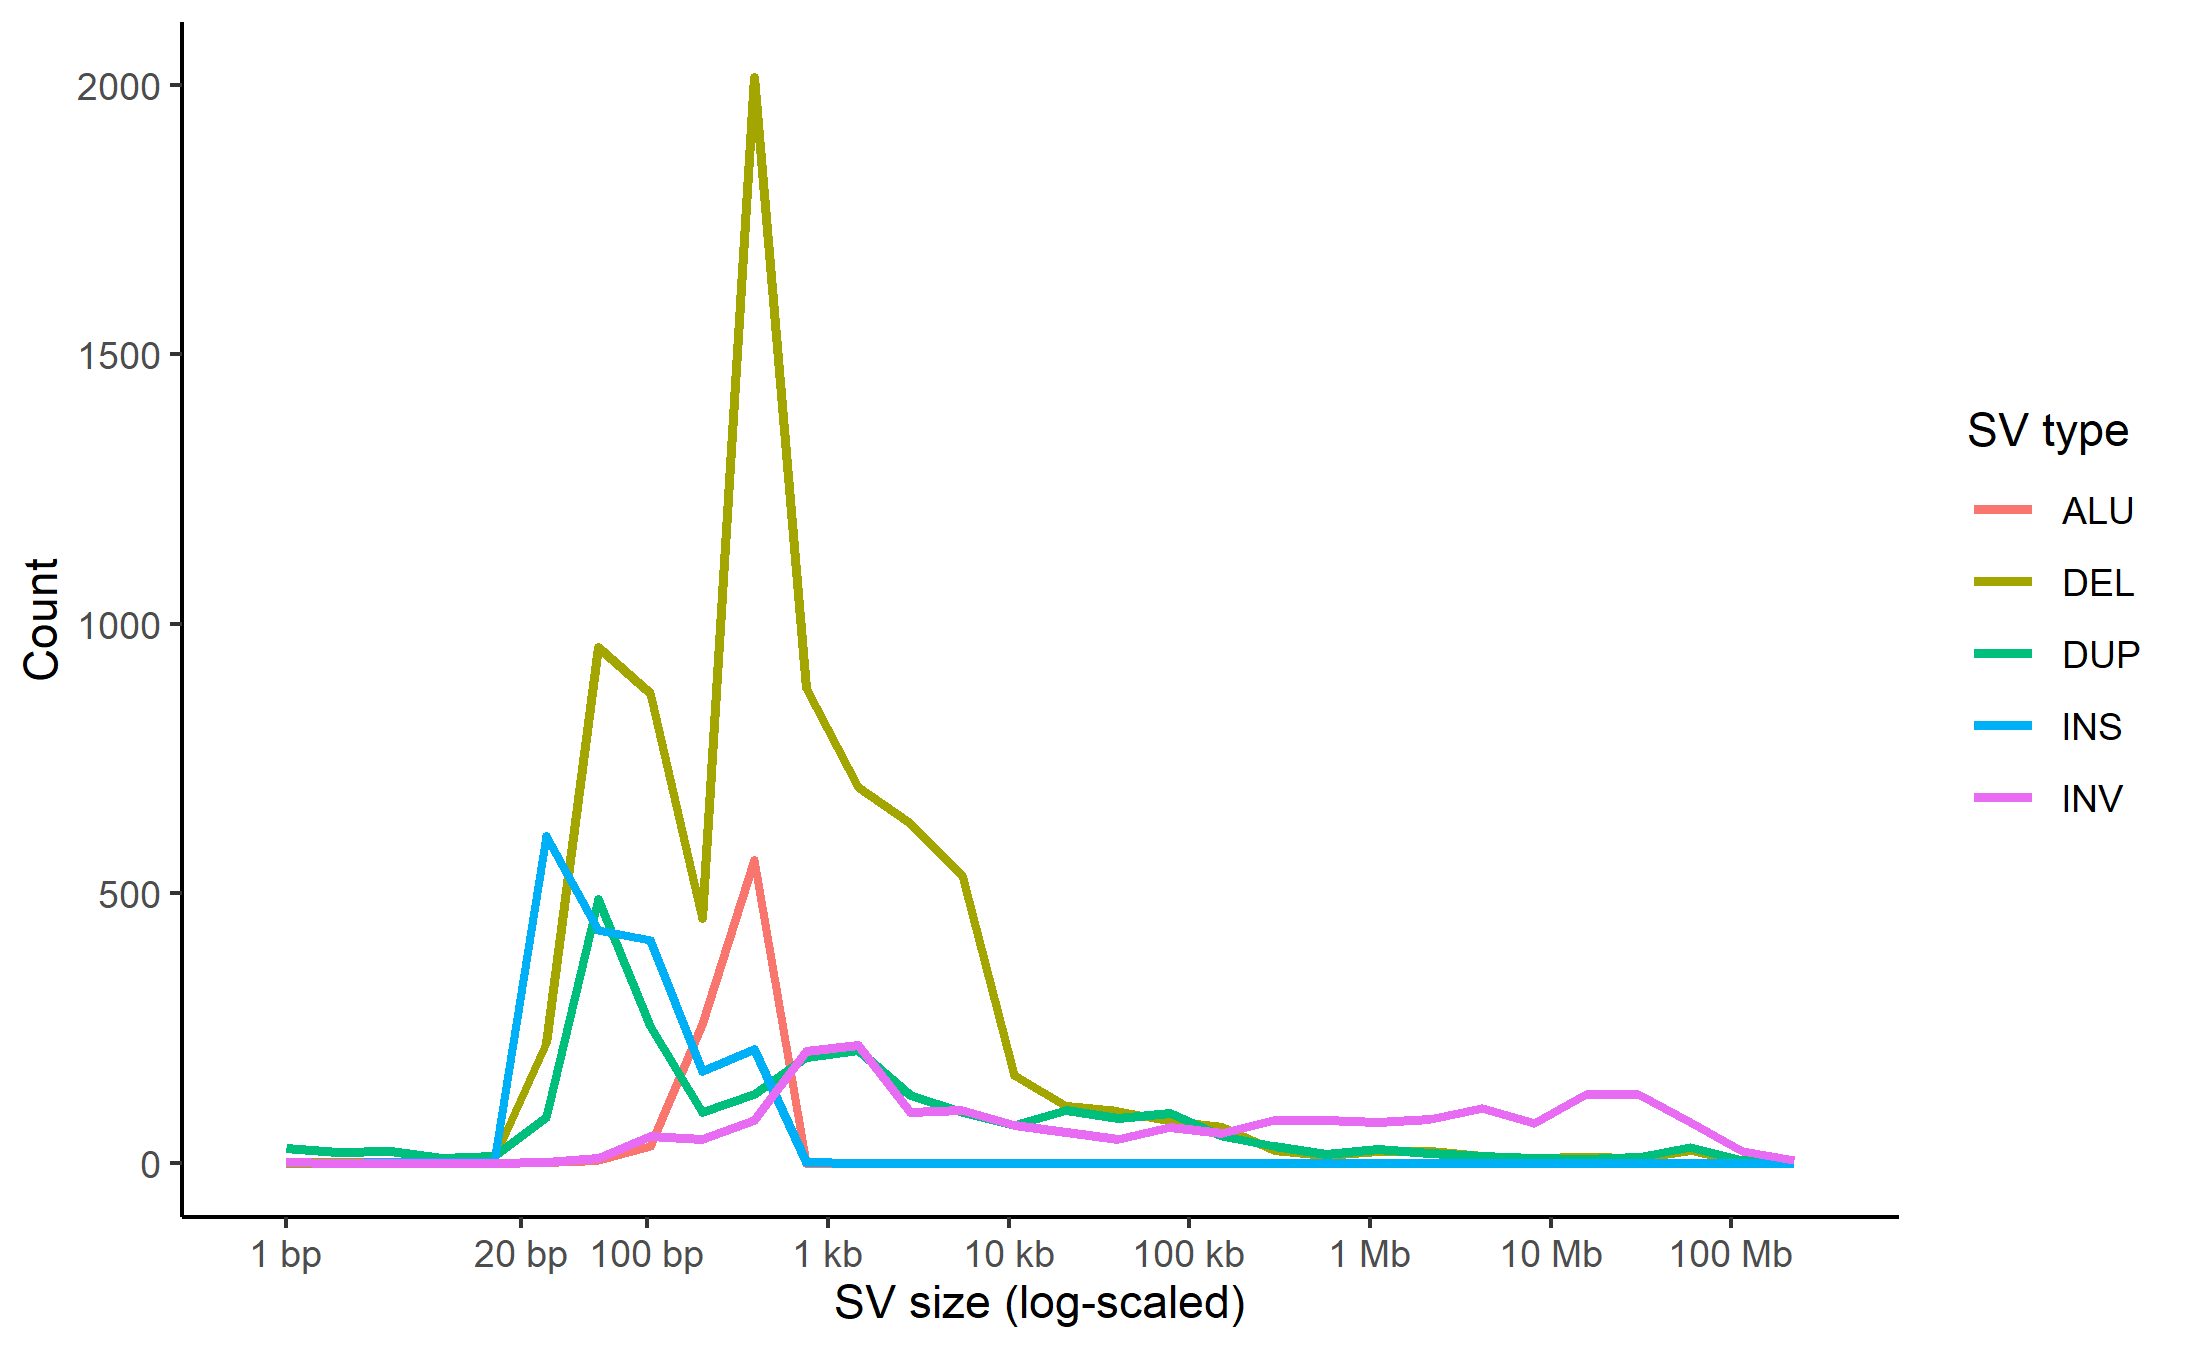 2000
1500
1000
500
0
Count
1 bp
20 bp
100 bp
1 kb
10 kb
100 kb
1 Mb
10 Mb
100 Mb
SV size (log-scaled)
SV type
ALU
DEL
DUP
INS
INV